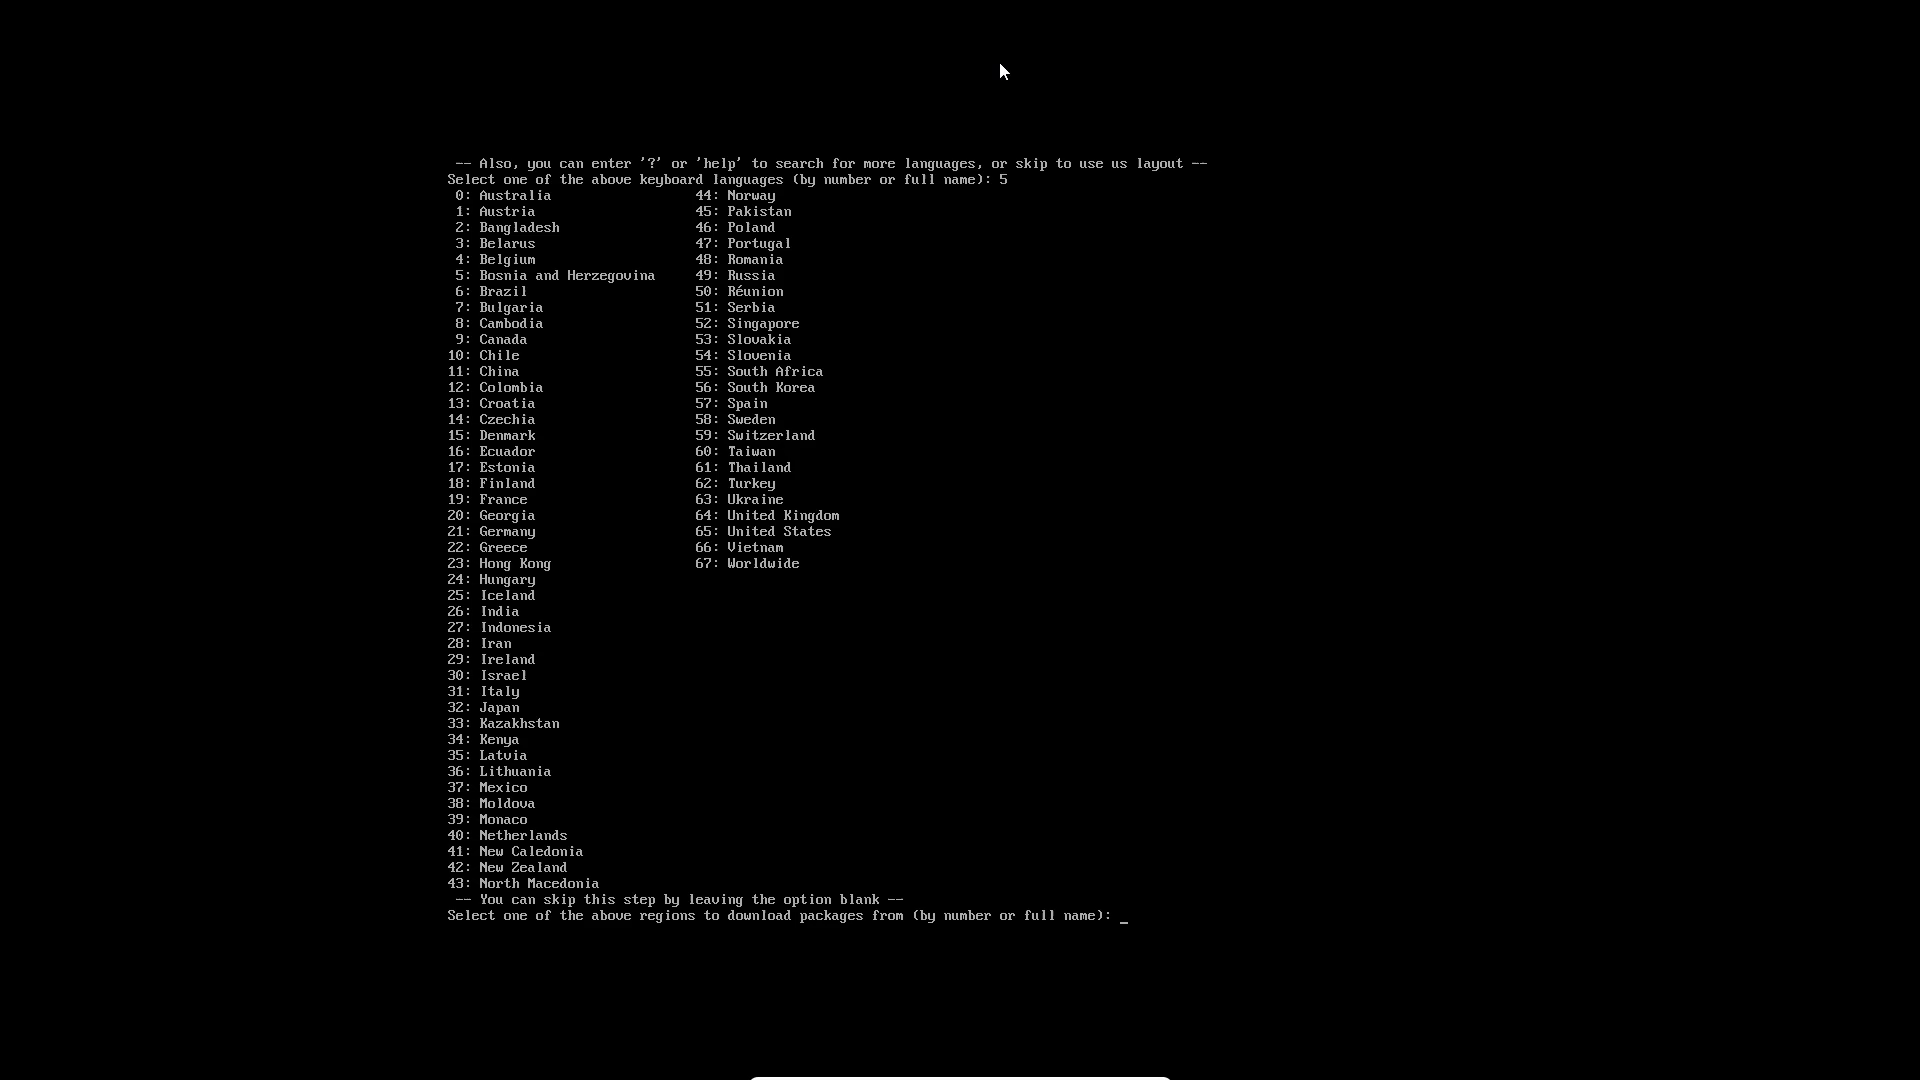 -- Also, you can enter '?' or 'help' to search for more languages, or skip to use us layout --
Select one of the above keyboard languages (by number or full name): 5
0: Australia 44: Norway
1: Austria 45: Pakistan
2: Bangladesh 46: Poland
3: Belarus 47: Portugal
4: Belgium 48: Romania
5: Bosnia and Herzegovina 49: Russia
6: Brazil 50: Réunion
7: Bulgaria 51: Serbia
8: Cambodia 52: Singapore
9: Canada 53: Slovakia
10: Chile 54: Slovenia
11: China 55: South Africa
12: Colombia 56: South Korea
13: Croatia 57: Spain
14: Czechia 58: Sweden
15: Denmark 59: Switzerland
16: Ecuador 60: Taiwan
17: Estonia 61: Thailand
18: Finland 62: Turkey
19: France 63: Ukraine
20: Georgia 64: United Kingdom
21: Germany 65: United States
22: Greece 66: Vietnam
23: Hong Kong 67: Worldwide
24: Hungary
25: Iceland
26: India
27: Indonesia
28: Iran
29: Ireland
30: Israel
31: Italy
32: Japan
33: Kazakhstan
34: Kenya
35: Latvia
36: Lithuania
37: Mexico
38: Moldova
39: Monaco
40: Netherlands
41: New Caledonia
42: New Zealand
43: North Macedonia
-- You can skip this step by leaving the option blank --
Select one of the above regions to download packages from (by number or full name): _